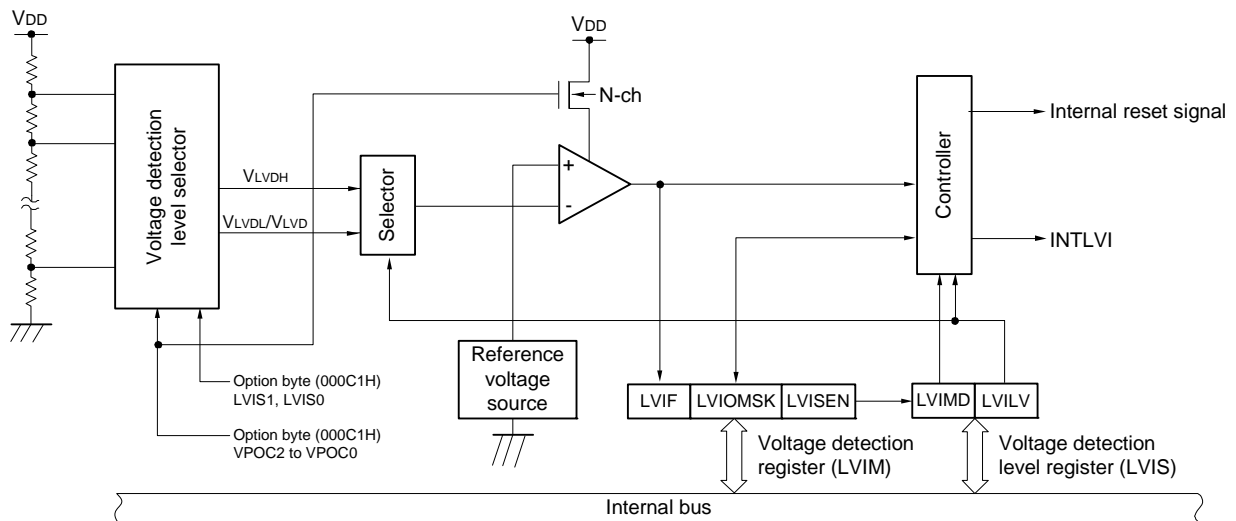 VDD
VDD
N-ch
Voltage detection
level selector
VLVDH
VLVDL/VLVD
Selector
+
-
Controller
Internal reset signal
INTLVI
Reference
voltage
source
Option byte (000C1H)
LVIS1, LVIS0
Option byte (000C1H)
VPOC2 to VPOC0
LVIF
LVIOMSK
LVISEN
LVIMD
LVILV
Voltage detection
register (LVIM)
Voltage detection
level register (LVIS)
Internal bus